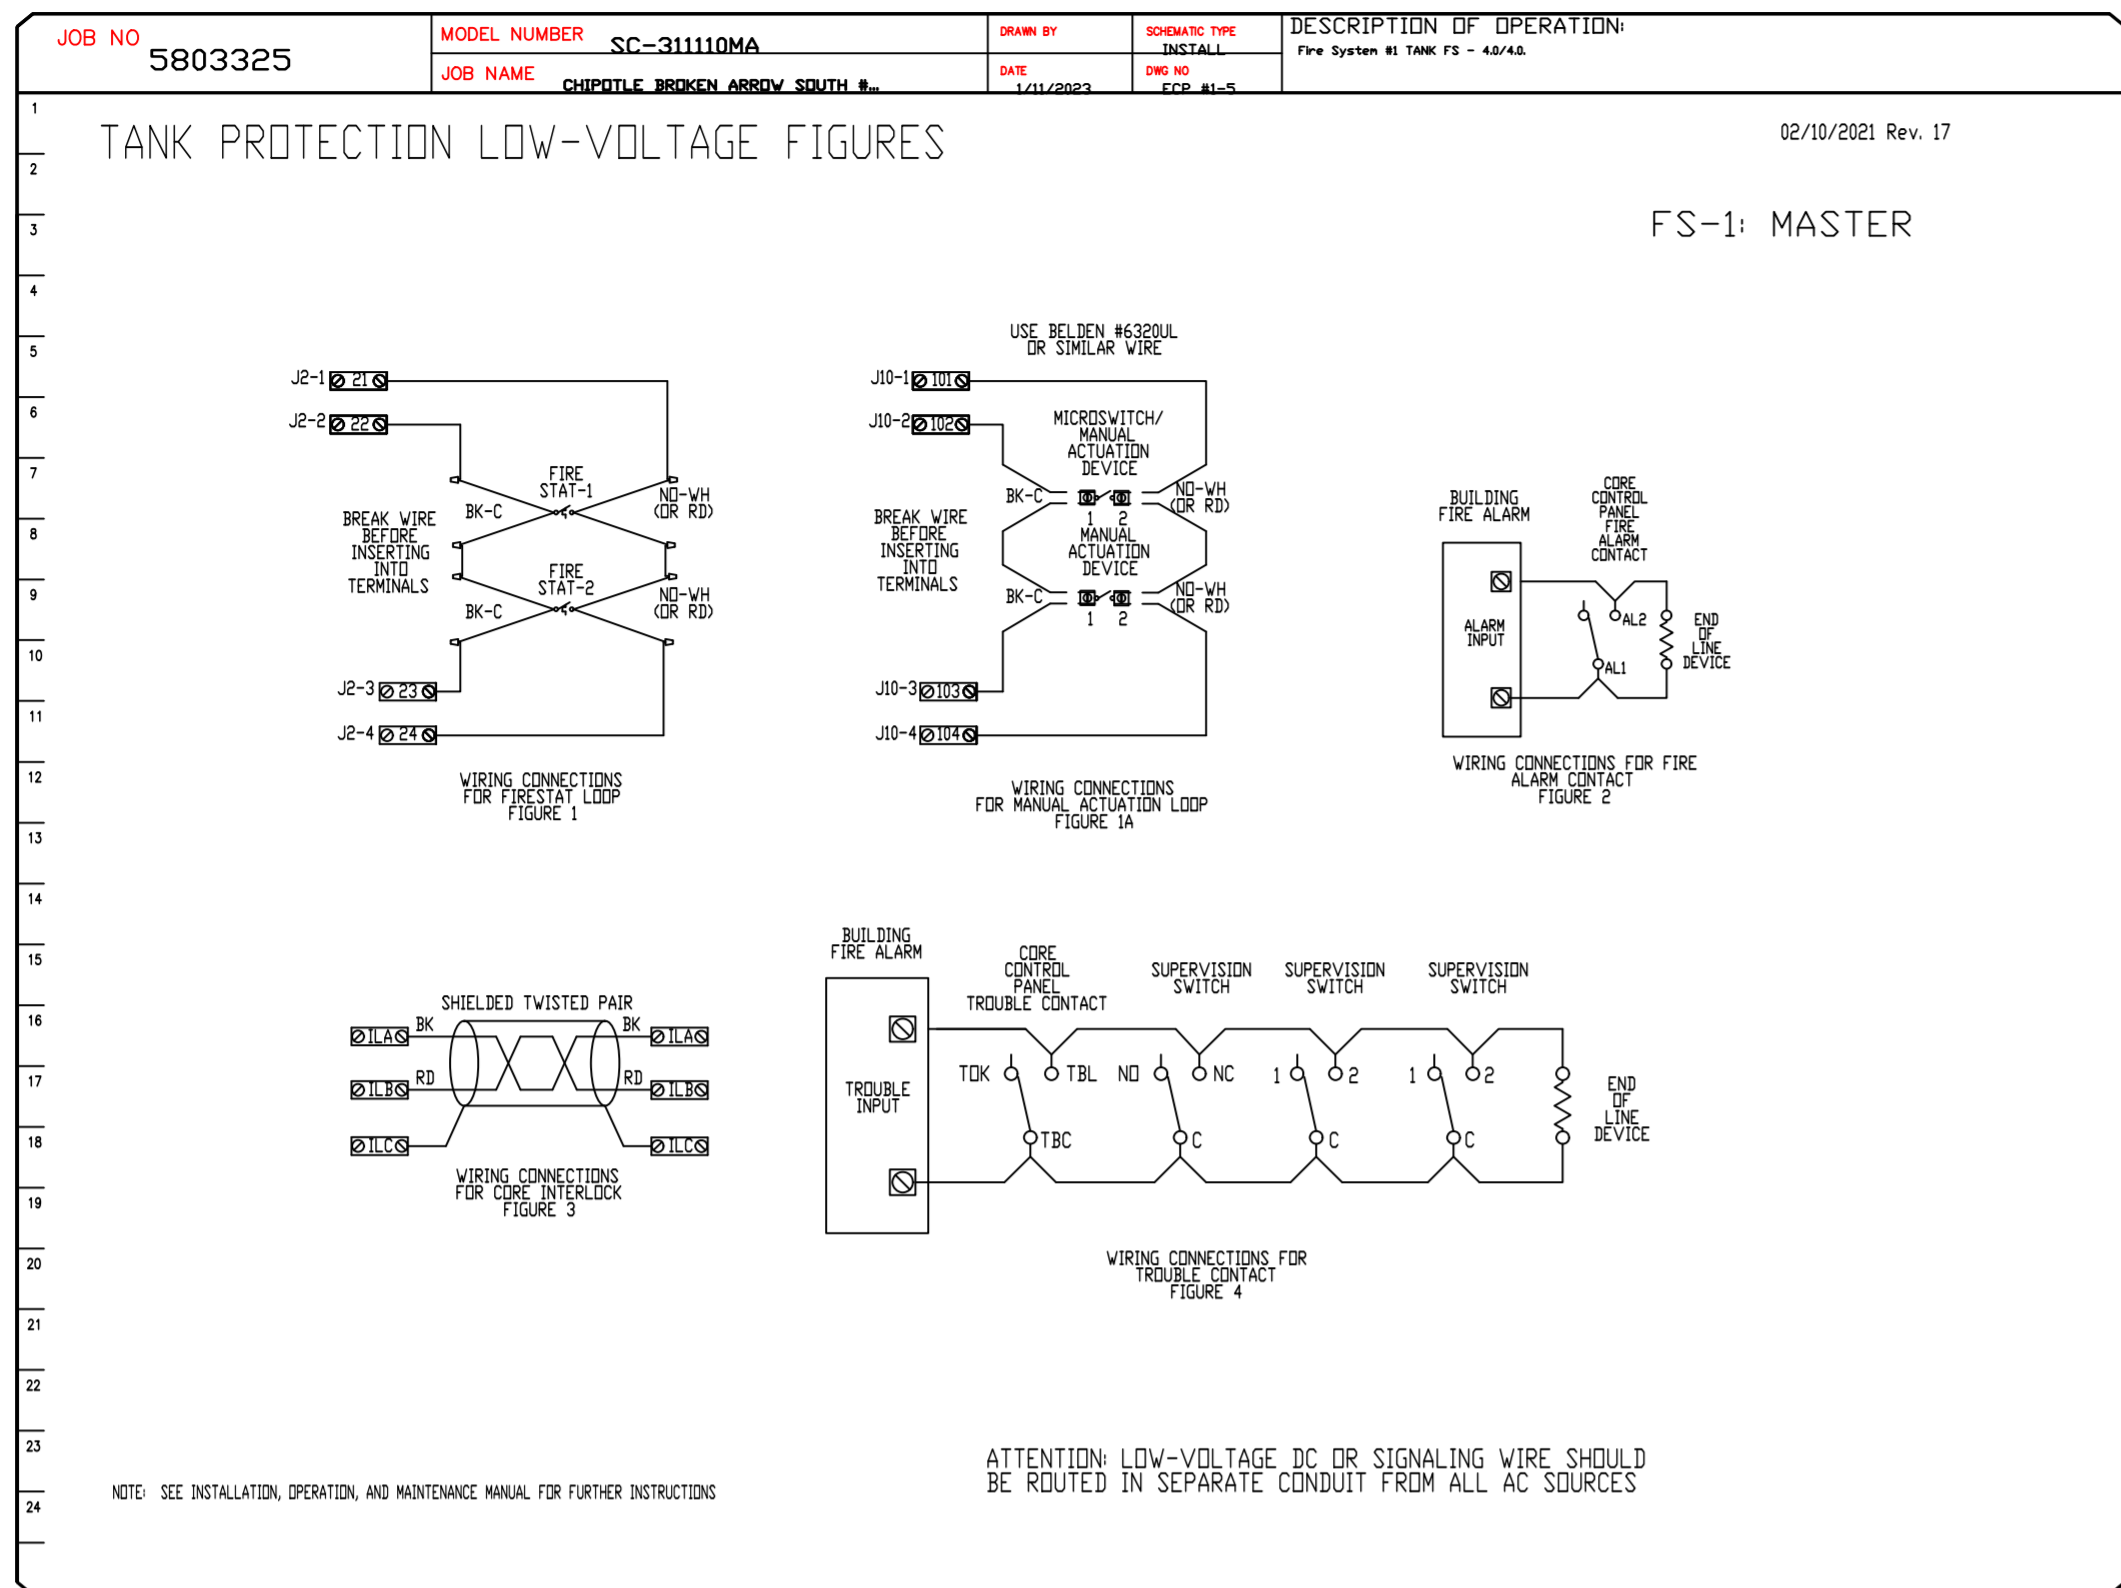 JOB NO 5803325
MODEL NUMBER SC-311110MA
JOB NAME CHIPOTLE BROKEN ARROW SOUTH #...
DRAWN BY
DATE 1/11/2023
SCHEMATIC TYPE INSTALL
DWG NO ECP #1-5
DESCRIPTION OF OPERATION:
Fire System #1 TANK FS - 4.0/4.0.
1
2
3
4
5
6
7
8
9
10
11
12
13
14
15
16
17
18
19
20
21
22
23
24
TANK PROTECTION LOW-VOLTAGE FIGURES
02/10/2021 Rev. 17
FS-1: MASTER
J2-1 21
J2-2 22
FIRE
STAT-1
BK-C
NO-WH
(OR RD)
BREAK WIRE
BEFORE
INSERTING
INTO
TERMINALS
FIRE
STAT-2
BK-C
NO-WH
(OR RD)
J2-3 23
J2-4 24
WIRING CONNECTIONS
FOR FIRESTAT LOOP
FIGURE 1
USE BELDEN #6320UL
OR SIMILAR WIRE
J10-1 101
J10-2 102
MICROSWITCH/
MANUAL
ACTUATION
DEVICE
BK-C
NO-WH
(OR RD)
1 2
BREAK WIRE
BEFORE
INSERTING
INTO
TERMINALS
MANUAL
ACTUATION
DEVICE
BK-C
NO-WH
(OR RD)
1 2
J10-3 103
J10-4 104
WIRING CONNECTIONS
FOR MANUAL ACTUATION LOOP
FIGURE 1A
BUILDING
FIRE ALARM
CORE
CONTROL
PANEL
FIRE
ALARM
CONTACT
ALARM
INPUT
AL2
AL1
END
OF
LINE
DEVICE
WIRING CONNECTIONS FOR FIRE
ALARM CONTACT
FIGURE 2
SHIELDED TWISTED PAIR
ILA BK BK ILA
ILB RD RD ILB
ILC ILC
WIRING CONNECTIONS
FOR CORE INTERLOCK
FIGURE 3
BUILDING
FIRE ALARM
CORE
CONTROL
PANEL
TROUBLE CONTACT
SUPERVISION
SWITCH
SUPERVISION
SWITCH
SUPERVISION
SWITCH
TROUBLE
INPUT
TOK TBL NO NC 1 2 1 2
TBC C C C
END
OF
LINE
DEVICE
WIRING CONNECTIONS FOR
TROUBLE CONTACT
FIGURE 4
ATTENTION: LOW-VOLTAGE DC OR SIGNALING WIRE SHOULD
BE ROUTED IN SEPARATE CONDUIT FROM ALL AC SOURCES
NOTE: SEE INSTALLATION, OPERATION, AND MAINTENANCE MANUAL FOR FURTHER INSTRUCTIONS